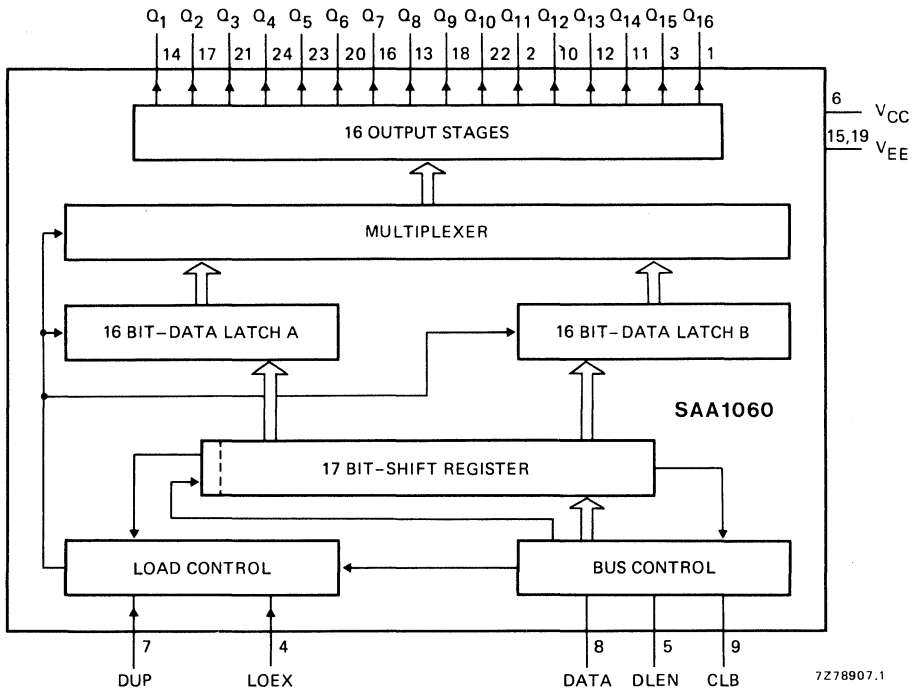 Q1 Q2 Q3 Q4 Q5 Q6 Q7 Q8 Q9 Q10 Q11 Q12 Q13 Q14 Q15 Q16
14 17 21 24 23 20 16 13 18 22 2 10 12 11 3 1
6
VCC
16 OUTPUT STAGES
15,19
VEE
MULTIPLEXER
16 BIT–DATA LATCH A
16 BIT–DATA LATCH B
SAA1060
17 BIT–SHIFT REGISTER
LOAD CONTROL
BUS CONTROL
7 4 8 5 9
DUP LOEX DATA DLEN CLB
7Z78907.1